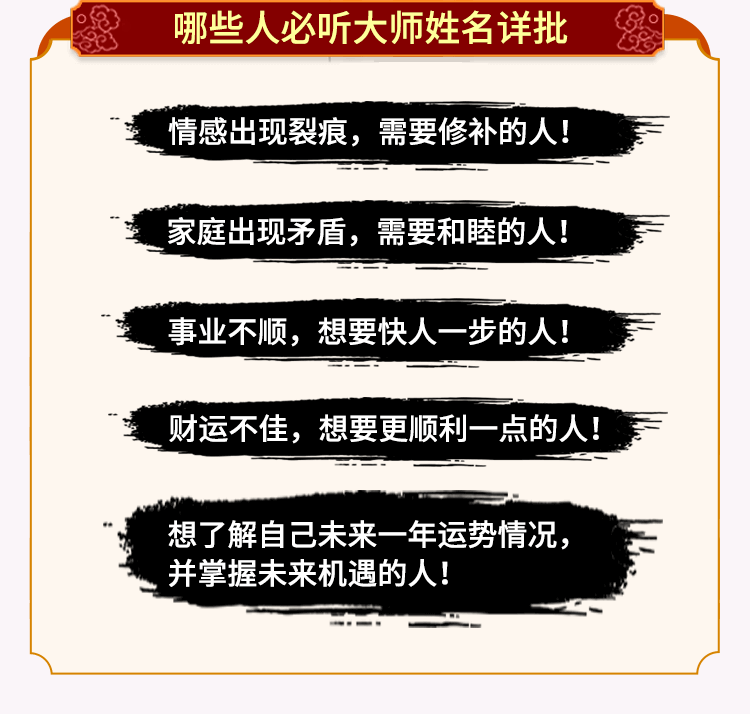 哪些人必听大师姓名详批
情感出现裂痕，需要修补的人！
家庭出现矛盾，需要和睦的人！
事业不顺，想要快人一步的人！
财运不佳，想要更顺利一点的人！
想了解自己未来一年运势情况，
并掌握未来机遇的人！